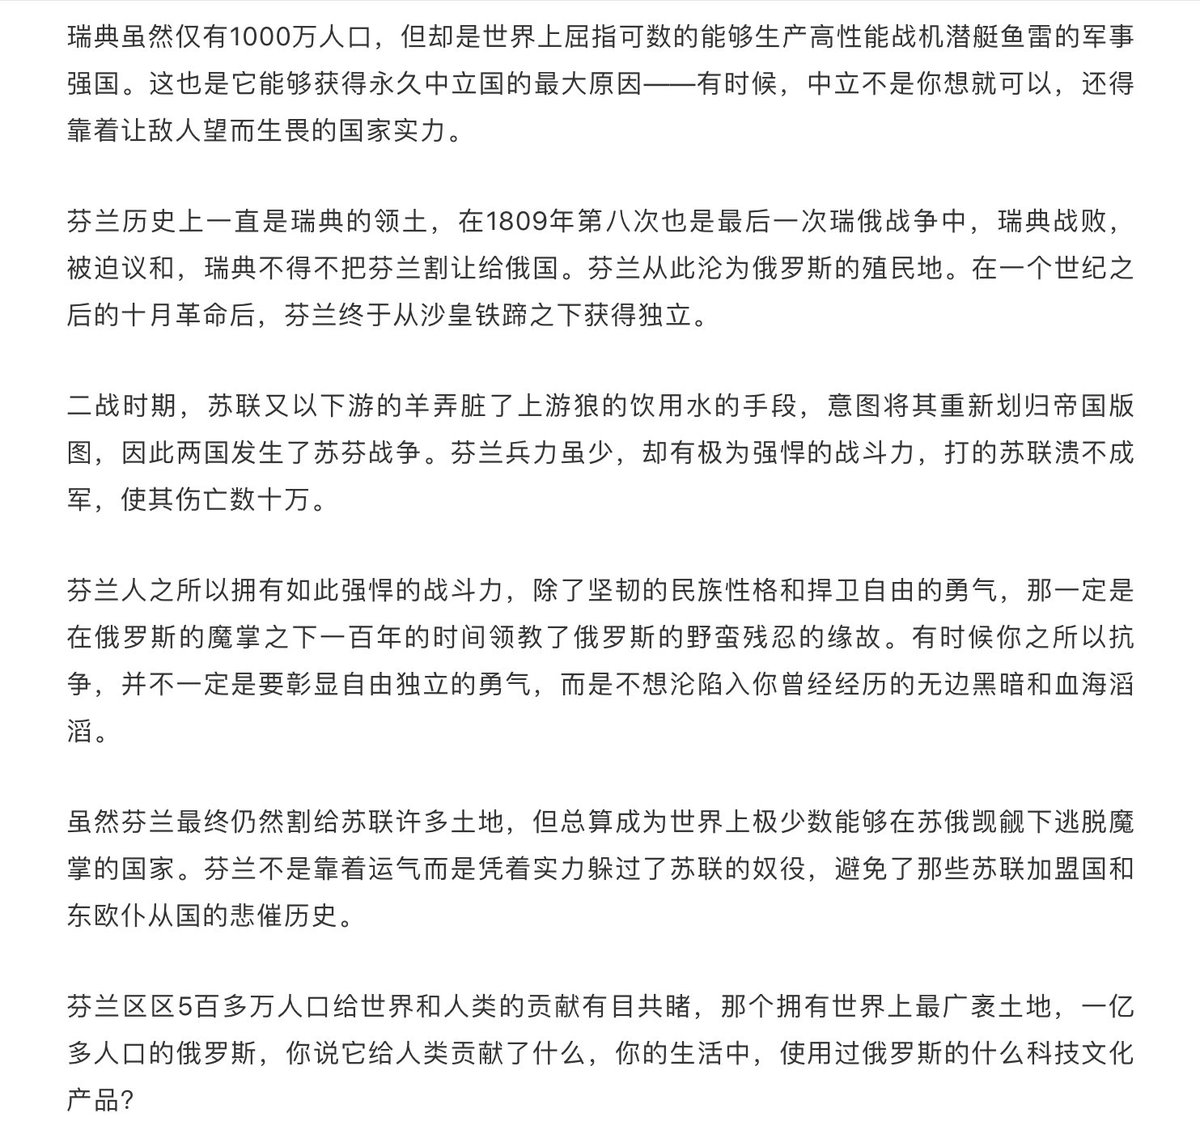 瑞典虽然仅有1000万人口，但却是世界上屈指可数的能够生产高性能战机潜艇鱼雷的军事
强国。这也是它能够获得永久中立国的最大原因——有时候，中立不是你想就可以，还得
靠着让敌人望而生畏的国家实力。
芬兰历史上一直是瑞典的领土，在1809年第八次也是最后一次瑞俄战争中，瑞典战败，
被迫议和，瑞典不得不把芬兰割让给俄国。芬兰从此沦为俄罗斯的殖民地。在一个世纪之
后的十月革命后，芬兰终于从沙皇铁蹄之下获得独立。
二战时期，苏联又以下游的羊弄脏了上游狼的饮用水的手段，意图将其重新划归帝国版
图，因此两国发生了苏芬战争。芬兰兵力虽少，却有极为强悍的战斗力，打的苏联溃不成
军，使其伤亡数十万。
芬兰人之所以拥有如此强悍的战斗力，除了坚韧的民族性格和捍卫自由的勇气，那一定是
在俄罗斯的魔掌之下一百年的时间领教了俄罗斯的野蛮残忍的缘故。有时候你之所以抗
争，并不一定是要彰显自由独立的勇气，而是不想沦陷入你曾经经历的无边黑暗和血海滔
滔。
虽然芬兰最终仍然割给苏联许多土地，但总算成为世界上极少数能够在苏俄觊觎下逃脱魔
掌的国家。芬兰不是靠着运气而是凭着实力躲过了苏联的奴役，避免了那些苏联加盟国和
东欧仆从国的悲催历史。
芬兰区区5百多万人口给世界和人类的贡献有目共睹，那个拥有世界上最广袤土地，一亿
多人口的俄罗斯，你说它给人类贡献了什么，你的生活中，使用过俄罗斯的什么科技文化
产品?